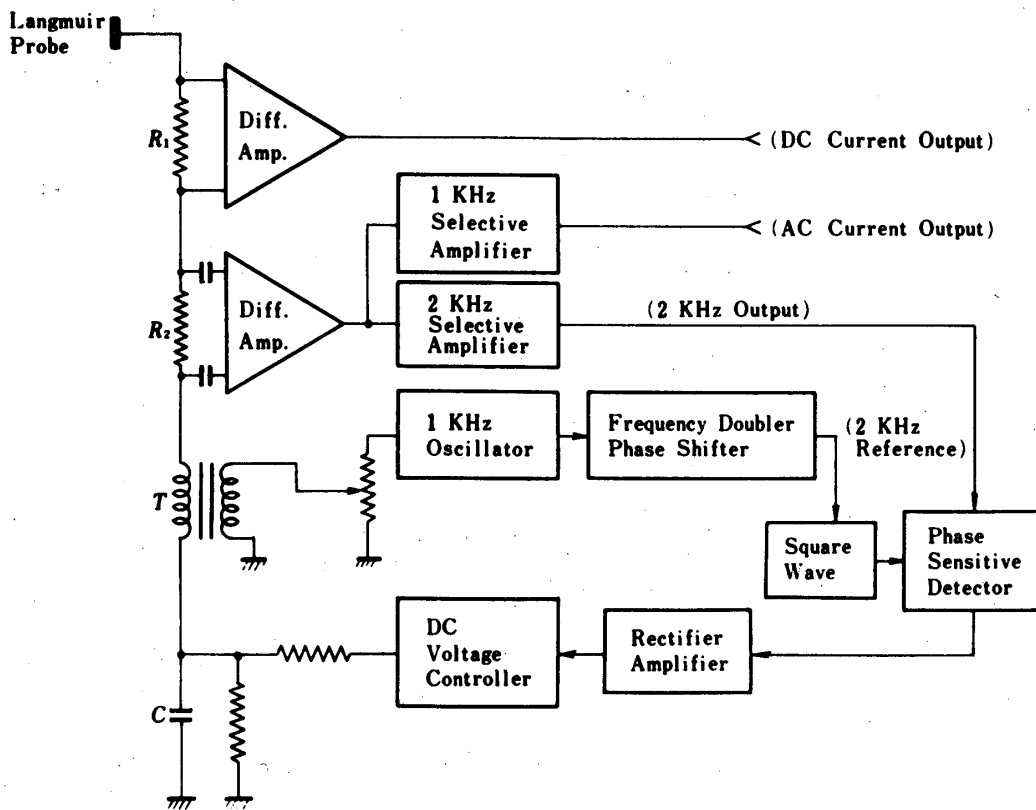 Langmuir
Probe
R1
Diff.
Amp.
(DC Current Output)
1 KHz
Selective
Amplifier
(AC Current Output)
R2
Diff.
Amp.
2 KHz
Selective
Amplifier
(2 KHz Output)
1 KHz
Oscillator
Frequency Doubler
Phase Shifter
(2 KHz
Reference)
T
Square
Wave
Phase
Sensitive
Detector
DC
Voltage
Controller
Rectifier
Amplifier
C